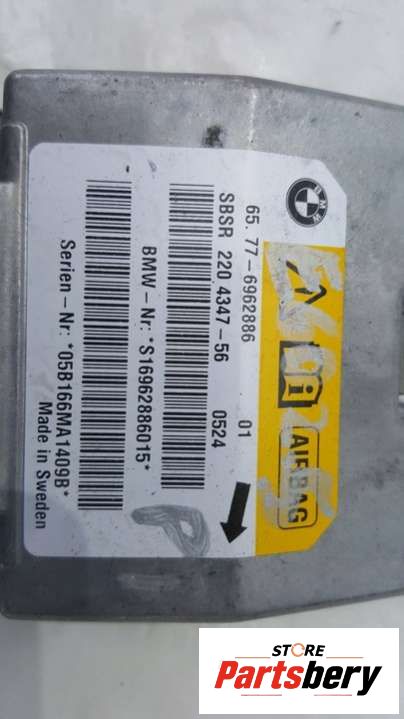 BMW
65. 77-6962886 01
SBSR 220 4347-56 0524
BMW-Nr: *S16962886015*
Serien-Nr: *05B166MA1409B*
Made in Sweden
AIRBAG
STORE
Partsbery